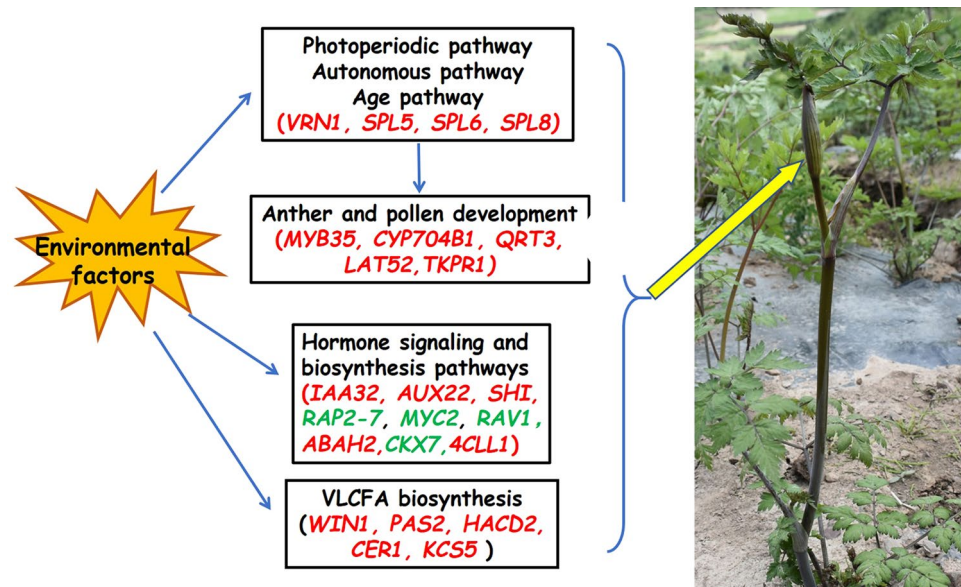 Photoperiodic pathway
Autonomous pathway
Age pathway
(VRN1, SPL5, SPL6, SPL8)
Environmental
factors
Anther and pollen development
(MYB35, CYP704B1, QRT3,
LAT52,TKPR1)
Hormone signaling and
biosynthesis pathways
(IAA32, AUX22, SHI,
RAP2-7, MYC2, RAV1,
ABAH2,CKX7,4CLL1)
VLCFA biosynthesis
(WIN1, PAS2, HACD2,
CER1, KCS5 )